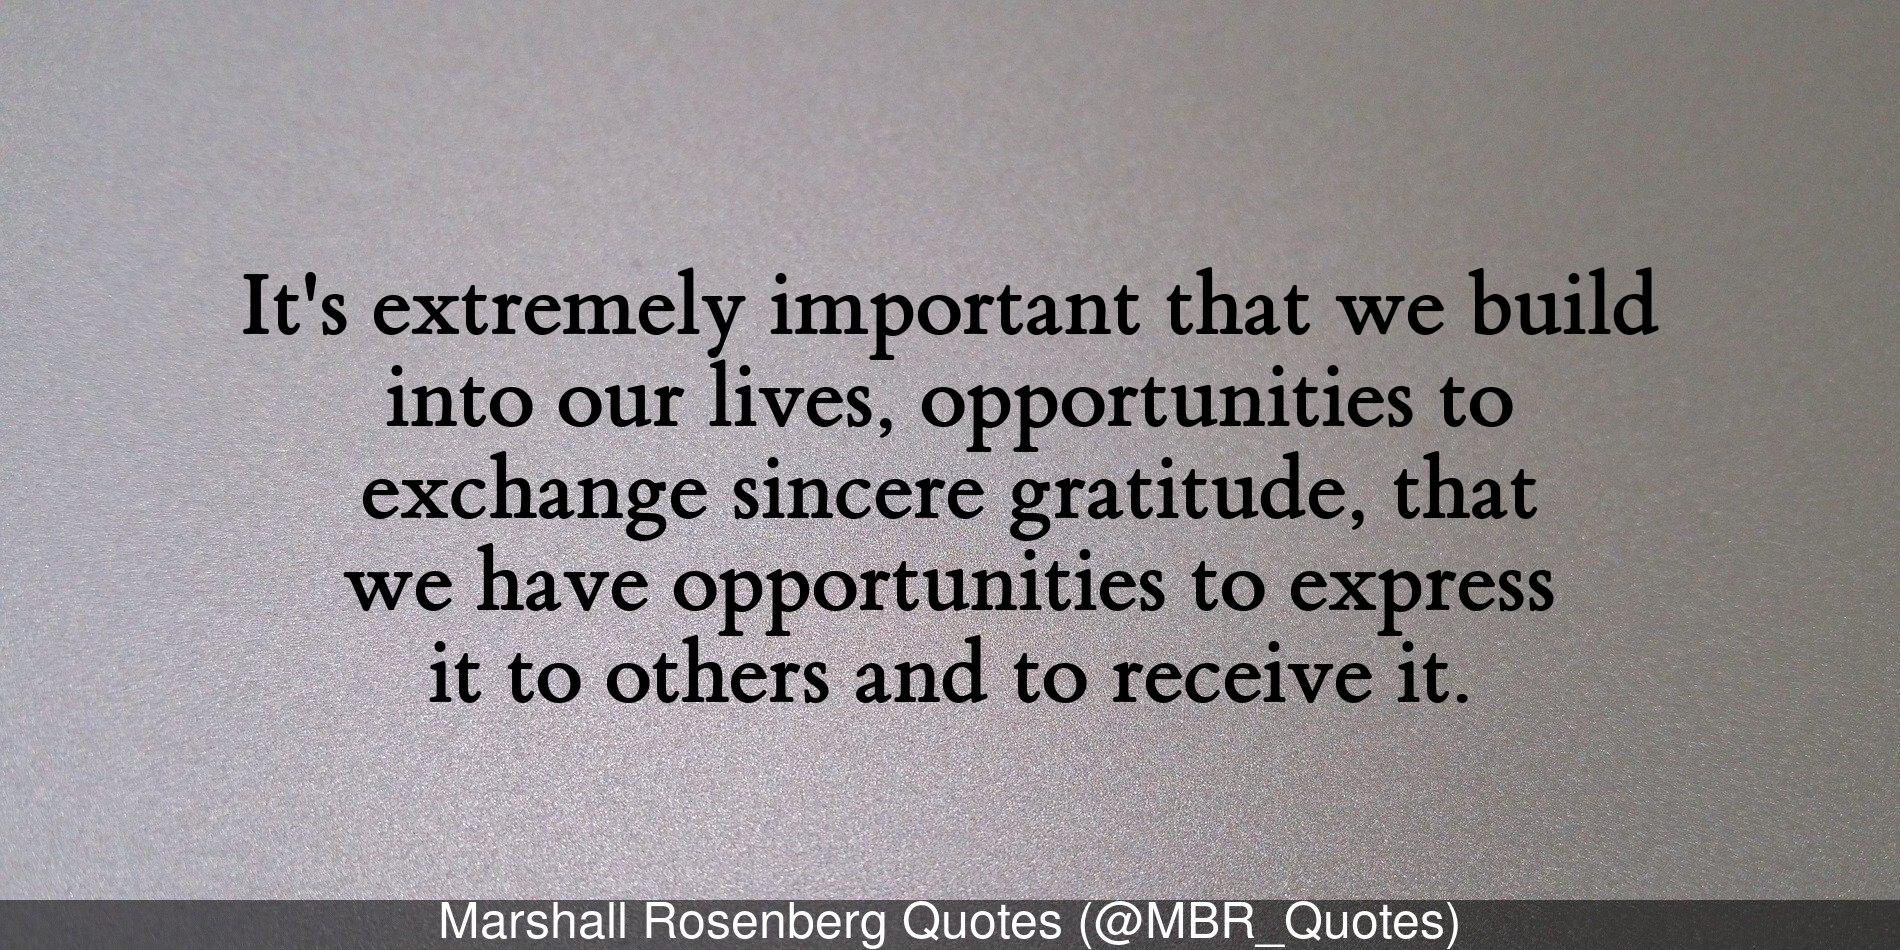 It's extremely important that we build
into our lives, opportunities to
exchange sincere gratitude, that
we have opportunities to express
it to others and to receive it.
Marshall Rosenberg Quotes (@MBR_Quotes)